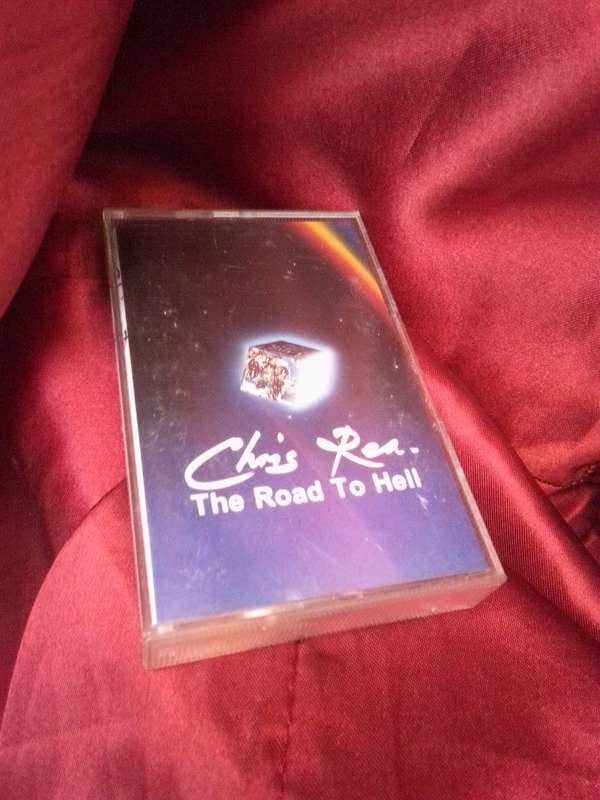 Chris Rea.
The Road To Hell